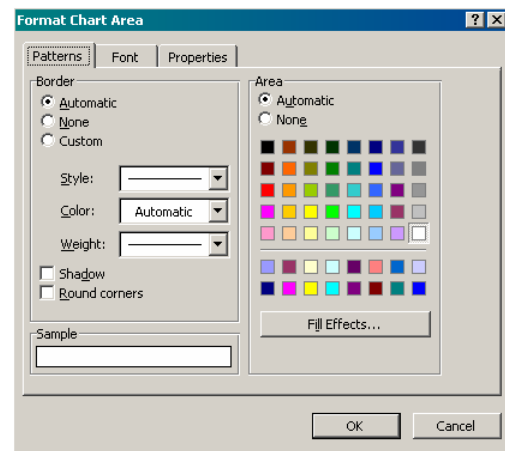 Format Chart Area
Patterns Font Properties
Border
Automatic
None
Custom
Style:
Color: Automatic
Weight:
Shadow
Round corners
Sample
Area
Automatic
None
Fill Effects...
OK Cancel